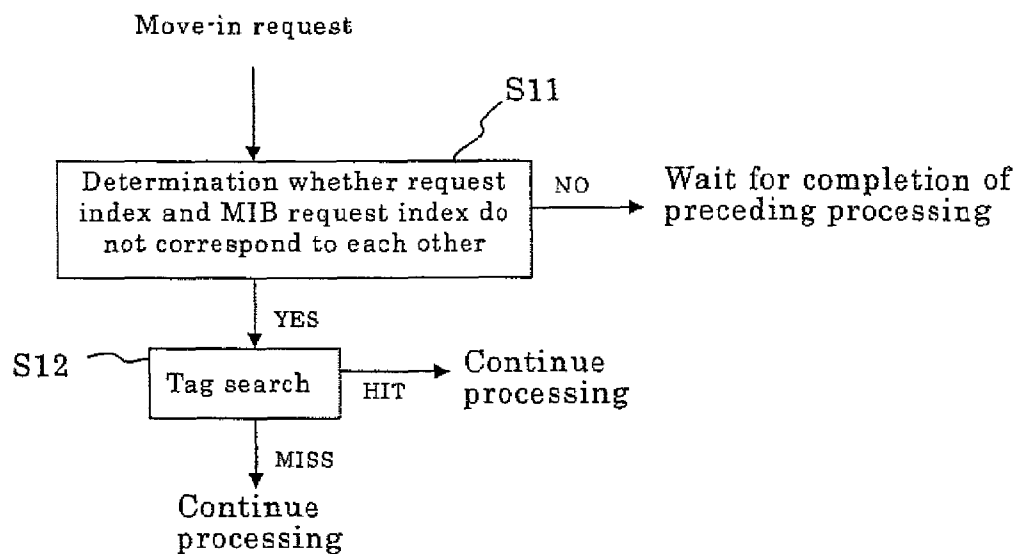 Move-in request
S11
Determination whether request
index and MIB request index do
not correspond to each other
NO
Wait for completion of
preceding processing
YES
S12
Tag search
HIT
Continue
processing
MISS
Continue
processing